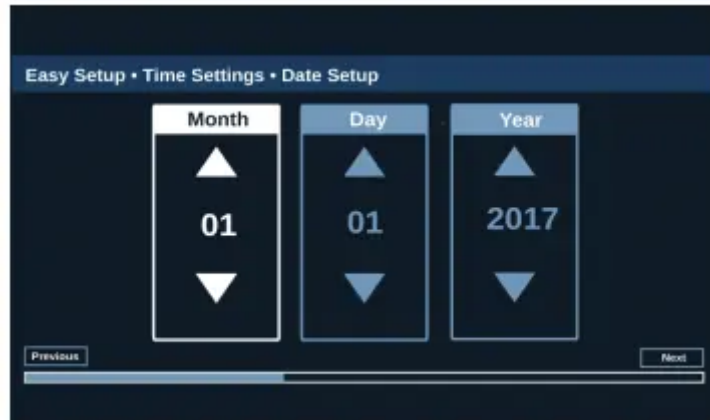 Easy Setup • Time Settings • Date Setup
Month Day Year
01 01 2017
Previous Next